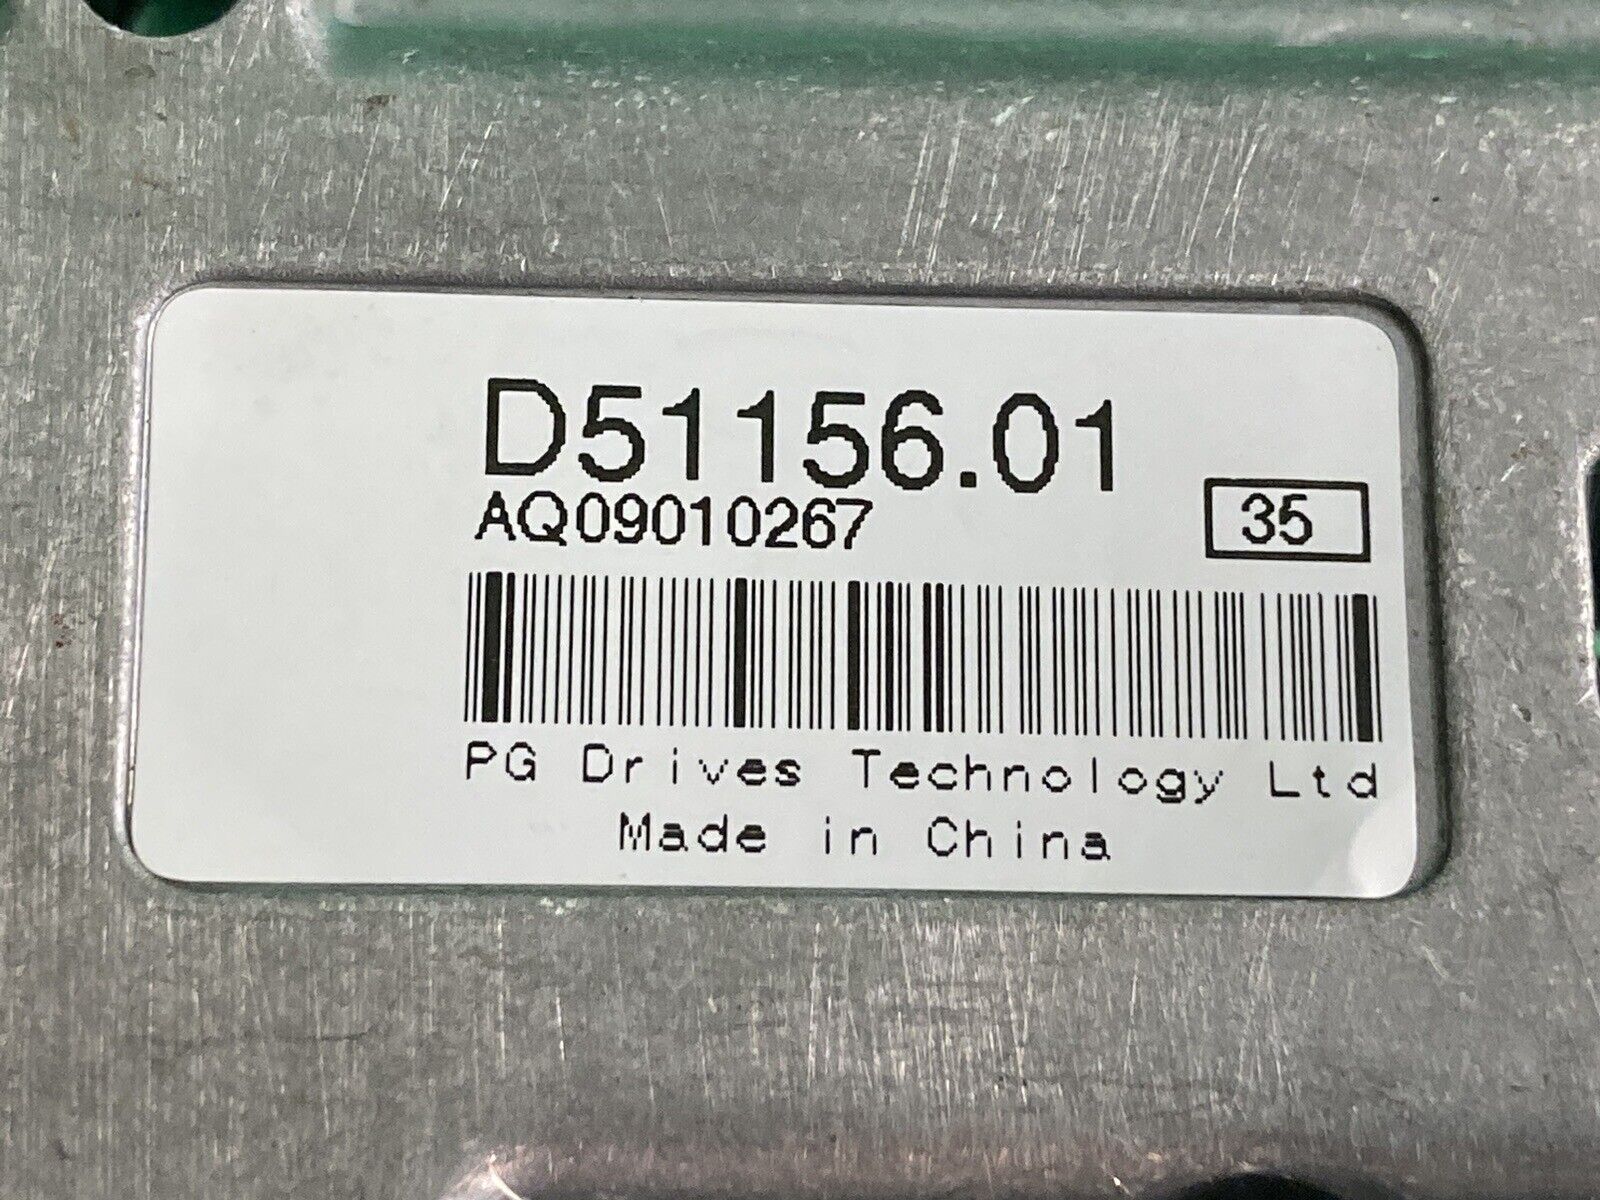 D51156.01
AQ09010267
35
PG Drives Technology Ltd
Made in China